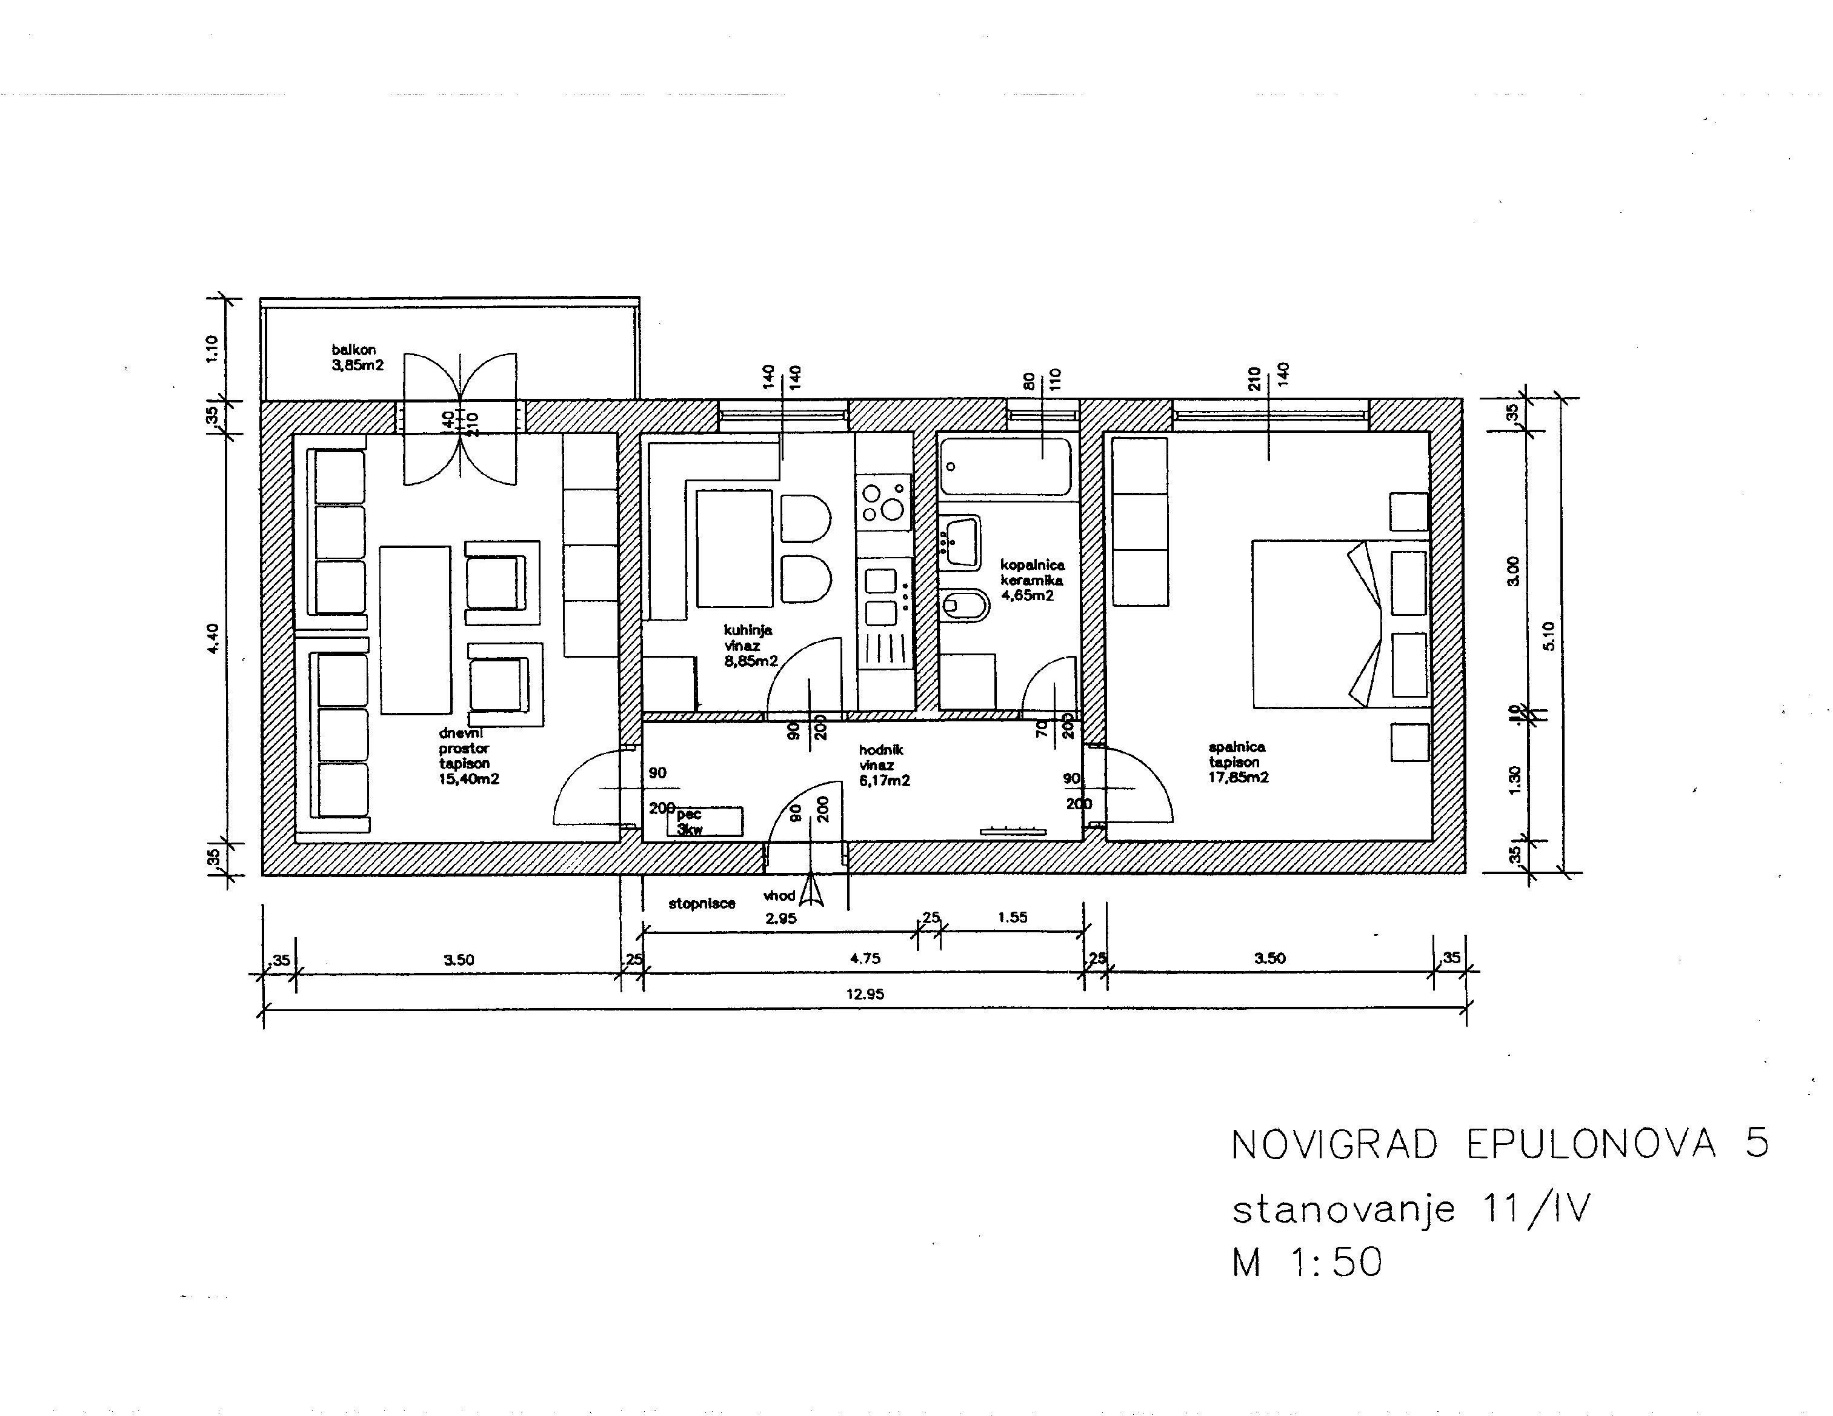 1.10
,35
4.40
,35
balkon
3,85m2
140
210
140
140
80
110
210
140
,35
3.00
,10
1.30
,35
5.10
kuhinja
vinaz
8,85m2
kopalnica
keramika
4,65m2
dnevni
prostor
tapison
15,40m2
90
200
90
200
70
200
hodnik
vinaz
6,17m2
90
200
spalnica
tapison
17,85m2
pec
3kw
90
200
stopnisce
vhod
2.95
,25
1.55
,35
3.50
,25
4.75
,25
3.50
,35
12.95
NOVIGRAD EPULONOVA 5
stanovanje 11/IV
M 1:50